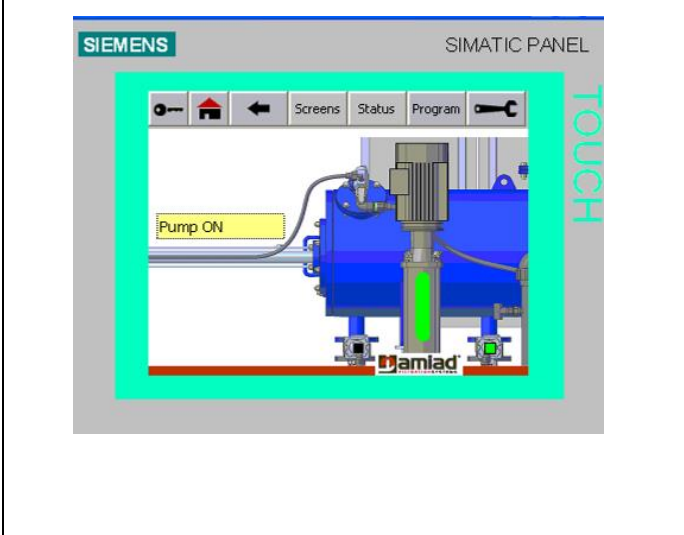 SIEMENS
SIMATIC PANEL
TOUCH
Screens Status Program
Pump ON
amiad